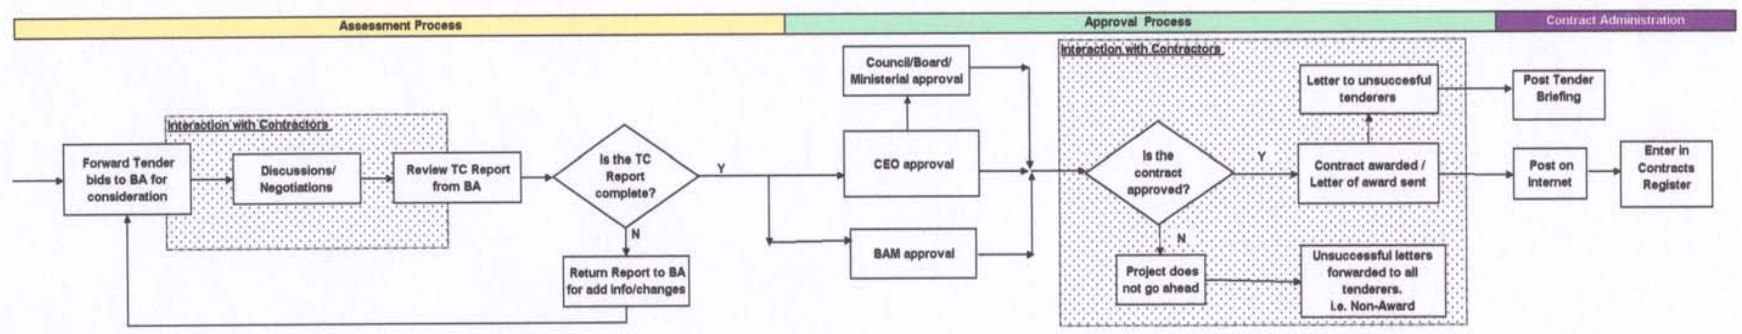 Assessment Process
Approval Process
Contract Administration
Interaction with Contractors
Forward Tender
bids to BA for
consideration
Discussions/
Negotiations
Review TC Report
from BA
Is the TC
Report
complete?
Y
N
Return Report to BA
for add info/changes
Council/Board/
Ministerial approval
CEO approval
BAM approval
Interaction with Contractors
Is the
contract
approved?
Y
N
Project does
not go ahead
Letter to unsuccesful
tenderers
Contract awarded /
Letter of award sent
Unsuccessful letters
forwarded to all
tenderers.
i.e. Non-Award
Post Tender
Briefing
Post on
Internet
Enter in
Contracts
Register